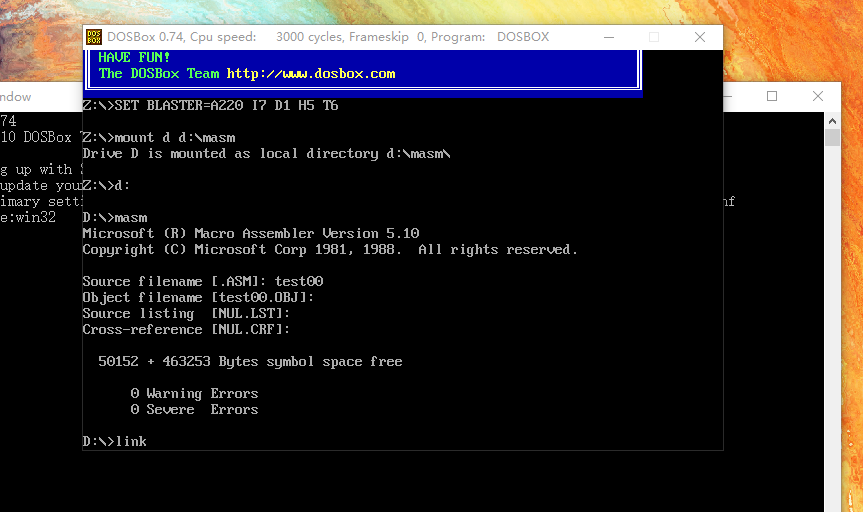 DOSBox 0.74, Cpu speed: 3000 cycles, Frameskip 0, Program: DOSBOX
HAVE FUN!
The DOSBox Team http://www.dosbox.com
Z:\>SET BLASTER=A220 I7 D1 H5 T6
Z:\>mount d d:\masm
Drive D is mounted as local directory d:\masm\
Z:\>d:
D:\>masm
Microsoft (R) Macro Assembler Version 5.10
Copyright (C) Microsoft Corp 1981, 1988.  All rights reserved.
Source filename [.ASM]: test00
Object filename [test00.OBJ]:
Source listing  [NUL.LST]:
Cross-reference [NUL.CRF]:
50152 + 463253 Bytes symbol space free
0 Warning Errors
0 Severe  Errors
D:\>link
ndow
74
10 DOSBox
g up with
update you
imary setti
nf
e:win32